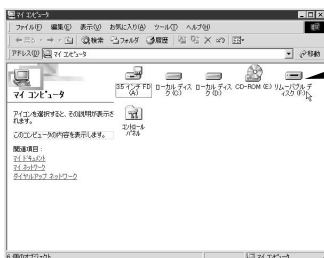 マイ コンピュータ
ファイル(F) 編集(E) 表示(V) お気に入り(A) ツール(T) ヘルプ(H)
戻る 検索 フォルダ 履歴
アドレス(D) マイ コンピュータ 移動
マイ コンピュータ
アイコンを選択すると、その説明が表示されます。
このコンピュータの内容を表示します。
関連項目:
マイ ドキュメント
マイ ネットワーク
ダイヤルアップ ネットワーク
3.5 インチ FD (A)
ローカル ディスク (C)
ローカル ディスク (D)
CD-ROM (E)
リムーバブル ディスク (F)
コントロール パネル
6 個のオブジェクト
マイ コンピュータ